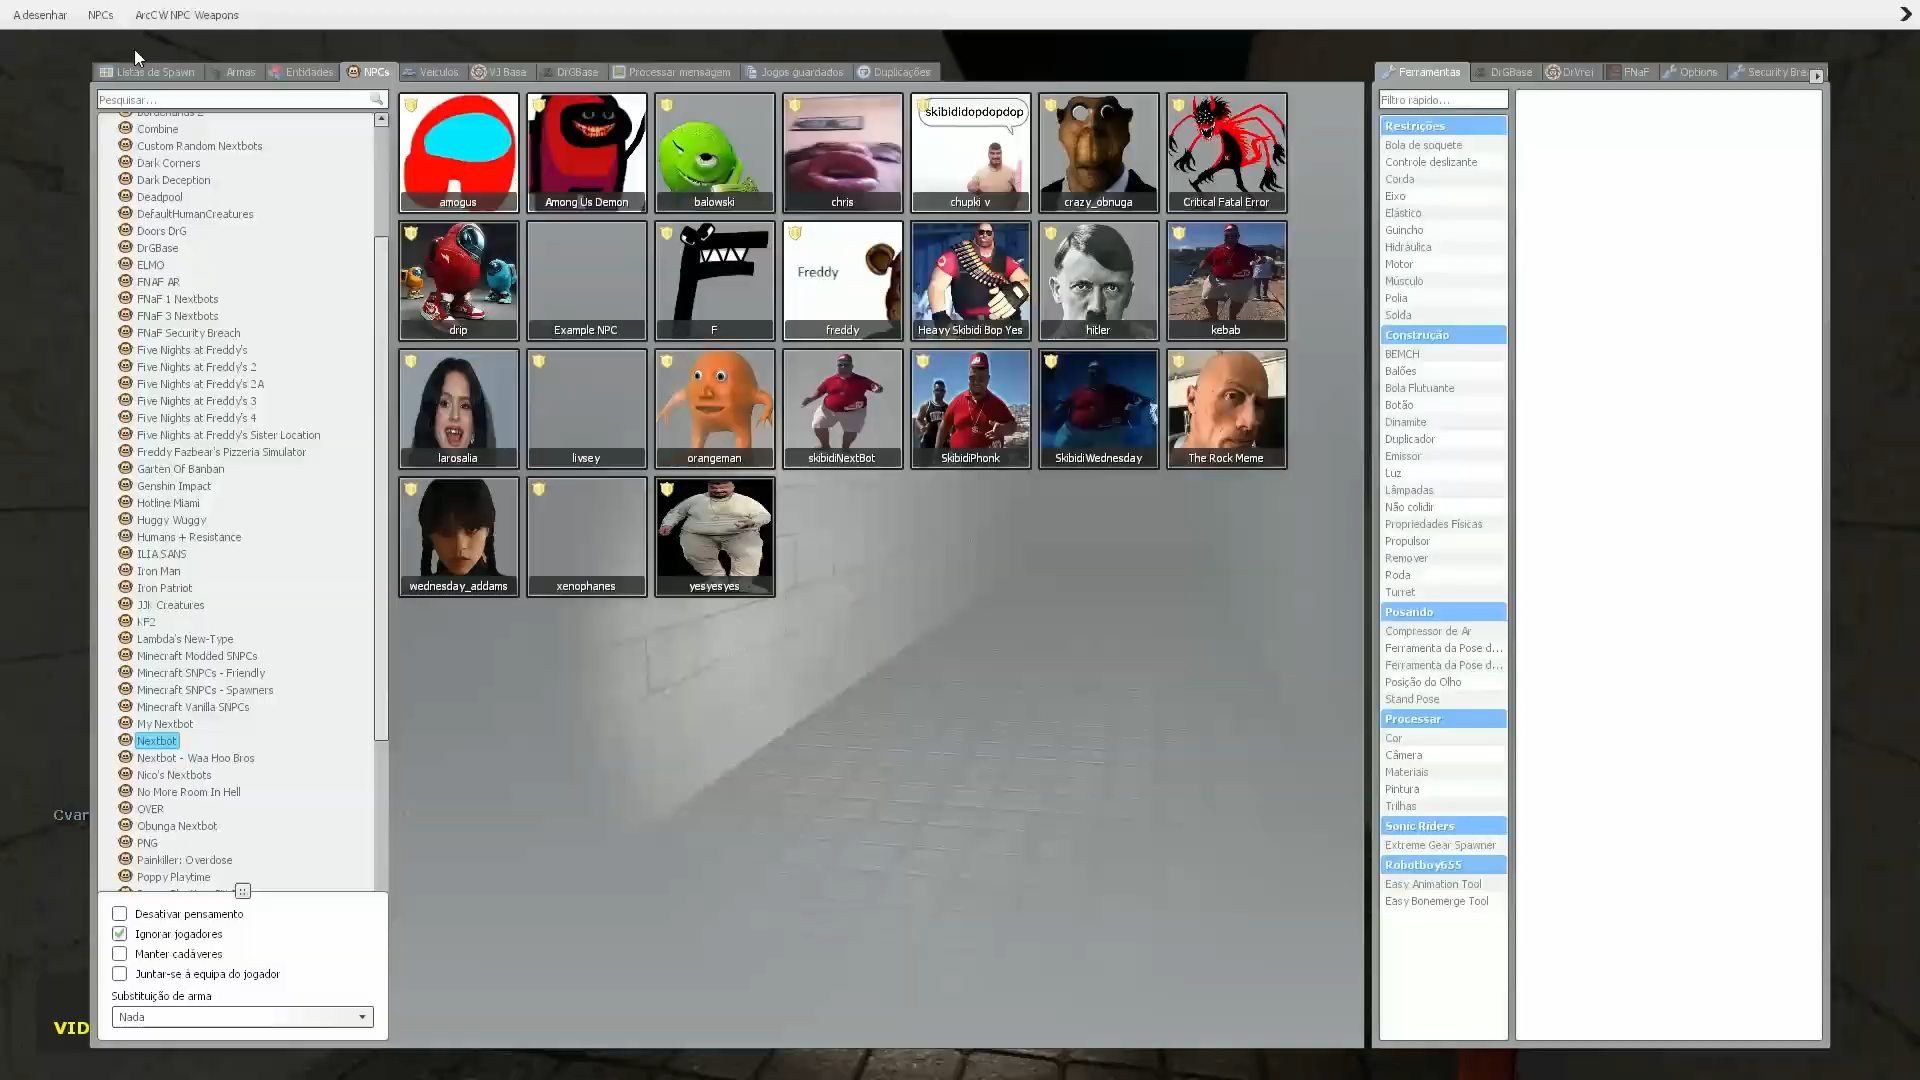 A desenhar NPCs ArcCW NPC Weapons
Listas de Spawn Armas Entidades NPCs Veículos VJ Base DrGBase Processar mensagem Jogos guardados Duplicações
Pesquisar...
Borderlands 2
Combine
Custom Random Nextbots
Dark Corners
Dark Deception
Deadpool
DefaultHumanCreatures
Doors DrG
DrGBase
ELMO
FNAF AR
FNaF 1 Nextbots
FNaF 3 Nextbots
FNaF Security Breach
Five Nights at Freddy's
Five Nights at Freddy's 2
Five Nights at Freddy's 2A
Five Nights at Freddy's 3
Five Nights at Freddy's 4
Five Nights at Freddy's Sister Location
Freddy Fazbear's Pizzeria Simulator
Garten Of Banban
Genshin Impact
Hotline Miami
Huggy Wuggy
Humans + Resistance
ILIA.SANS
Iron Man
Iron Patriot
JJk Creatures
KF2
Lambda's New-Type
Minecraft Modded SNPCs
Minecraft SNPCs - Friendly
Minecraft SNPCs - Spawners
Minecraft Vanilla SNPCs
My Nextbot
Nextbot
Nextbot - Waa Hoo Bros
Nico's Nextbots
No More Room In Hell
OVER
Obunga Nextbot
PNG
Painkiller: Overdose
Poppy Playtime
Desativar pensamento
Ignorar jogadores
Manter cadáveres
Juntar-se à equipa do jogador
Substituição de arma
Nada
Cvar
VID
skibididopdopdop
amogus Among Us Demon balowski chris chupki v crazy_obnuga Critical Fatal Error
Freddy
drip Example NPC F freddy Heavy Skibidi Bop Yes hitler kebab
larosalia livsey orangeman skibidiNextBot SkibidiPhonk SkibidiWednesday The Rock Meme
wednesday_addams xenophanes yesyesyes
Ferramentas DrGBase DrVrej FNaF Options Security Brea
Filtro rápido...
Restrições
Bola de soquete
Controle deslizante
Corda
Eixo
Elástico
Guincho
Hidráulica
Motor
Músculo
Polia
Solda
Construção
BEMCH
Balões
Bola Flutuante
Botão
Dinamite
Duplicador
Emissor
Luz
Lâmpadas
Não colidir
Propriedades Físicas
Propulsor
Remover
Roda
Turret
Posando
Compressor de Ar
Ferramenta da Pose d...
Ferramenta da Pose d...
Posição do Olho
Stand Pose
Processar
Cor
Câmera
Materiais
Pintura
Trilhas
Sonic Riders
Extreme Gear Spawner
Robotboy655
Easy Animation Tool
Easy Bonemerge Tool